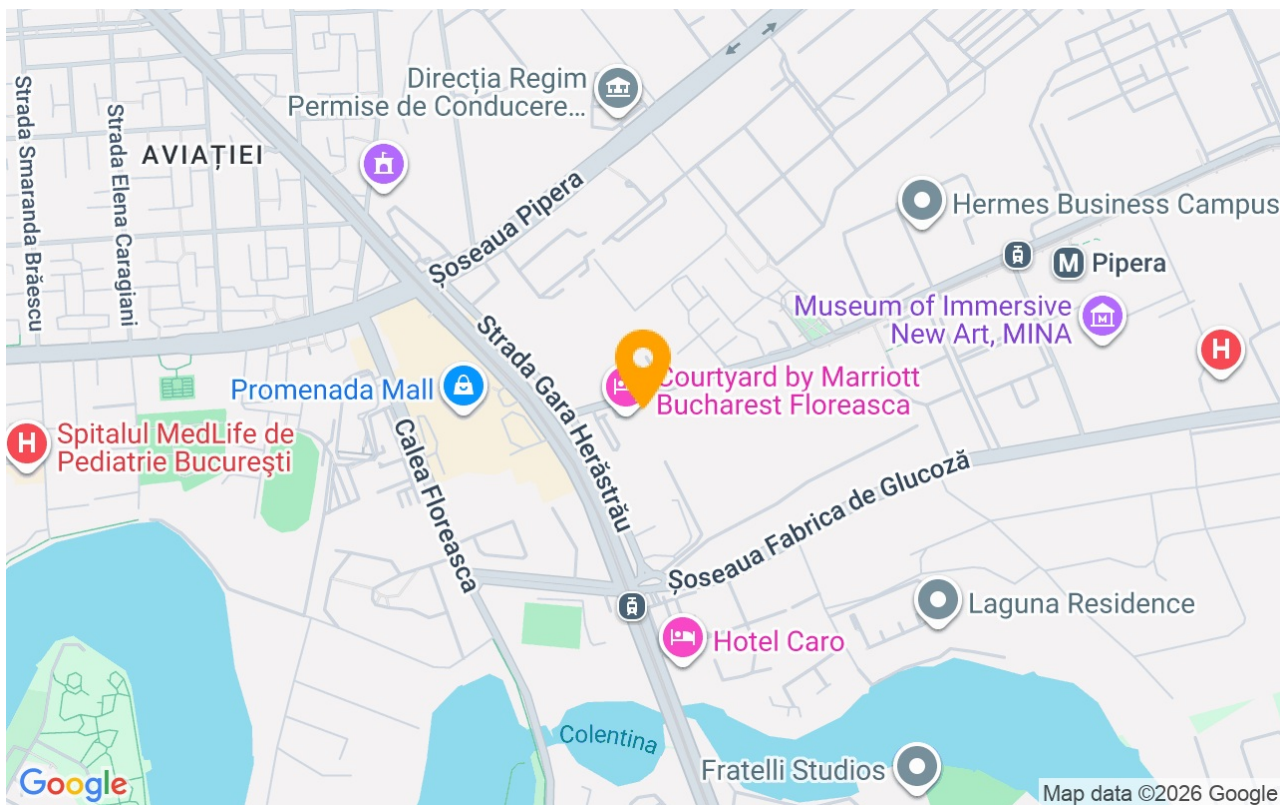 Direcția Regim
Permise de Conducere...
Strada Smaranda Brăescu
Strada Elena Caragiani
AVIAȚIEI
Șoseaua Pipera
Hermes Business Campus
M Pipera
Museum of Immersive
New Art, MINA
H
Strada Gara Herăstrău
Promenada Mall
Courtyard by Marriott
Bucharest Floreasca
H
Spitalul MedLife de
Pediatrie București
Calea Floreasca
Șoseaua Fabrica de Glucoză
Laguna Residence
Hotel Caro
Colentina
Fratelli Studios
Google
Map data ©2026 Google